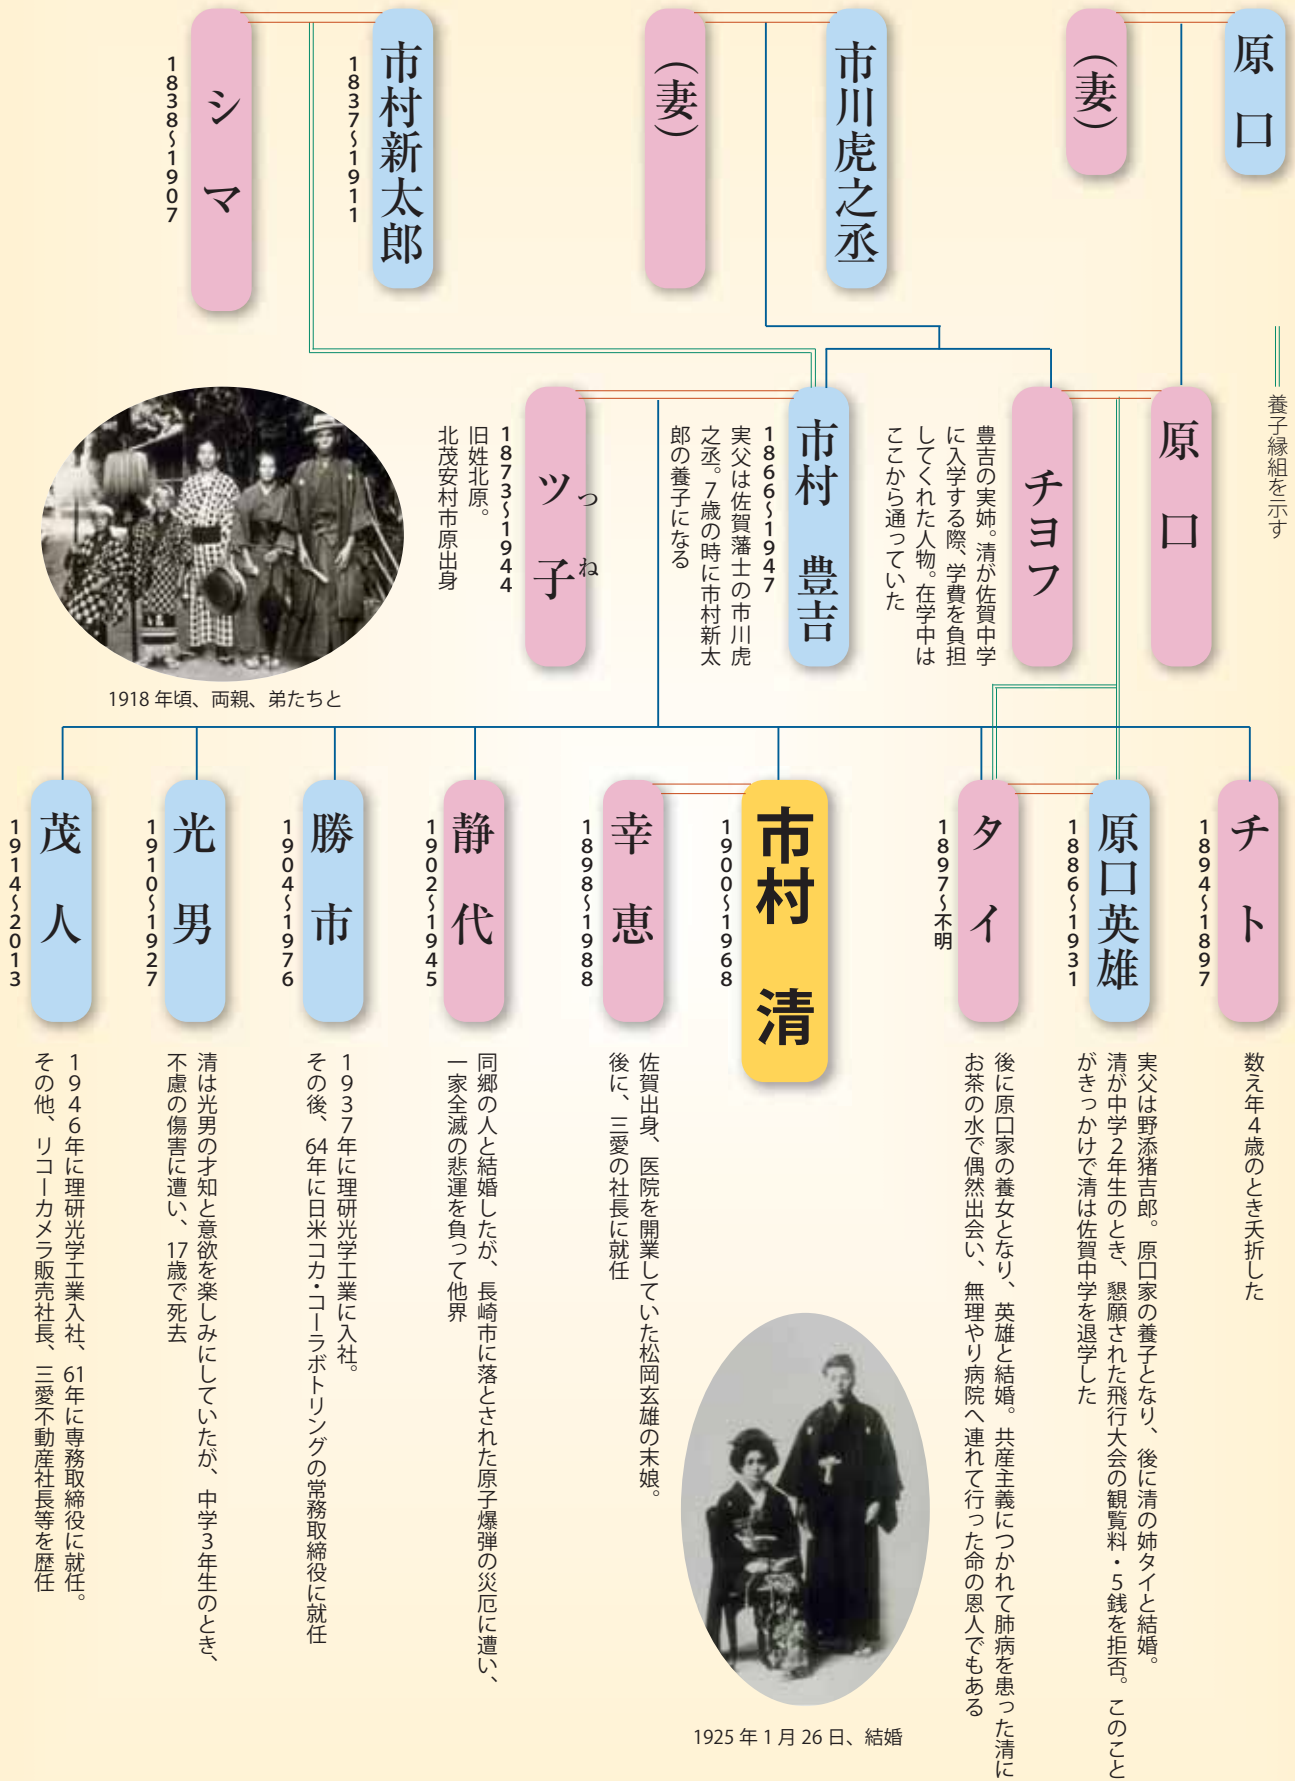 原口
（妻）
市川虎之丞
（妻）
市村新太郎
1837〜1911
シマ
1838〜1907
養子縁組を示す
原口
チヨフ
豊吉の実姉。清が佐賀中学
に入学する際、学費を負担
してくれた人物。在学中は
ここから通っていた
市村 豊吉
1866〜1947
実父は佐賀藩士の市川虎
之丞。7歳の時に市村新太
郎の養子になる
ツ子
つね
1873〜1944
旧姓北原。
北茂安村市原出身
1918年頃、両親、弟たちと
チト
1894〜1897
数え年4歳のとき夭折した
原口英雄
1886〜1931
実父は野添猪吉郎。原口家の養子となり、後に清の姉タイと結婚。
清が中学2年生のとき、懇願された飛行大会の観覧料・5銭を拒否。このこと
がきっかけで清は佐賀中学を退学した
タイ
1897〜不明
後に原口家の養女となり、英雄と結婚。共産主義につかれて肺病を患った清に
お茶の水で偶然出会い、無理やり病院へ連れて行った命の恩人でもある
市村 清
1900〜1968
幸恵
1898〜1988
佐賀出身、医院を開業していた松岡玄雄の末娘。
後に、三愛の社長に就任
1925年1月26日、結婚
静代
1902〜1945
同郷の人と結婚したが、長崎市に落とされた原子爆弾の災厄に遭い、
一家全滅の悲運を負って他界
勝市
1904〜1976
1937年に理研光学工業に入社。
その後、64年に日米コカ・コーラボトリングの常務取締役に就任
光男
1910〜1927
清は光男の才知と意欲を楽しみにしていたが、中学3年生のとき、
不慮の傷害に遭い、17歳で死去
茂人
1914〜2013
1946年に理研光学工業入社、61年に専務取締役に就任。
その他、リコーカメラ販売社長、三愛不動産社長等を歴任